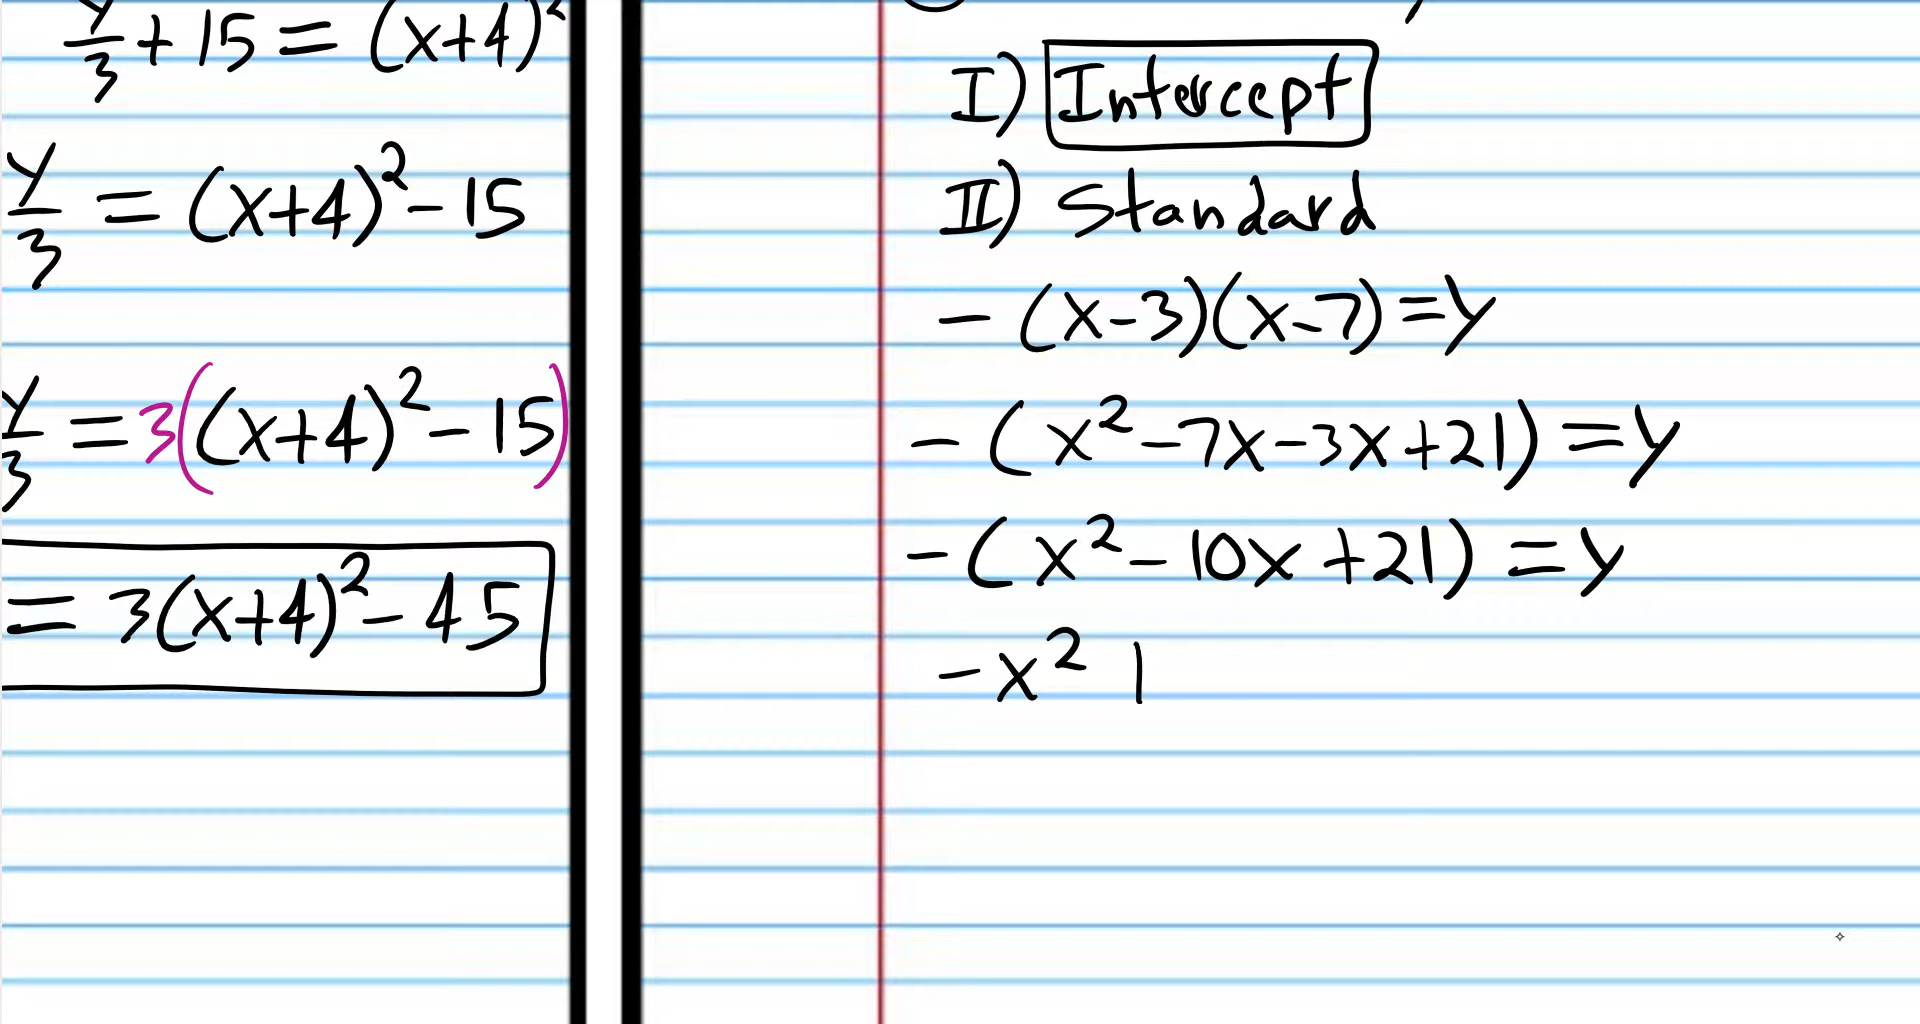 y/3 + 15 = (x+4)²
y/3 = (x+4)² - 15
y/3 = 3((x+4)² - 15)
= 3(x+4)² - 45
I) Intercept
II) Standard
- (x-3)(x-7) = y
- (x² - 7x - 3x + 21) = y
- (x² - 10x + 21) = y
- x² 1